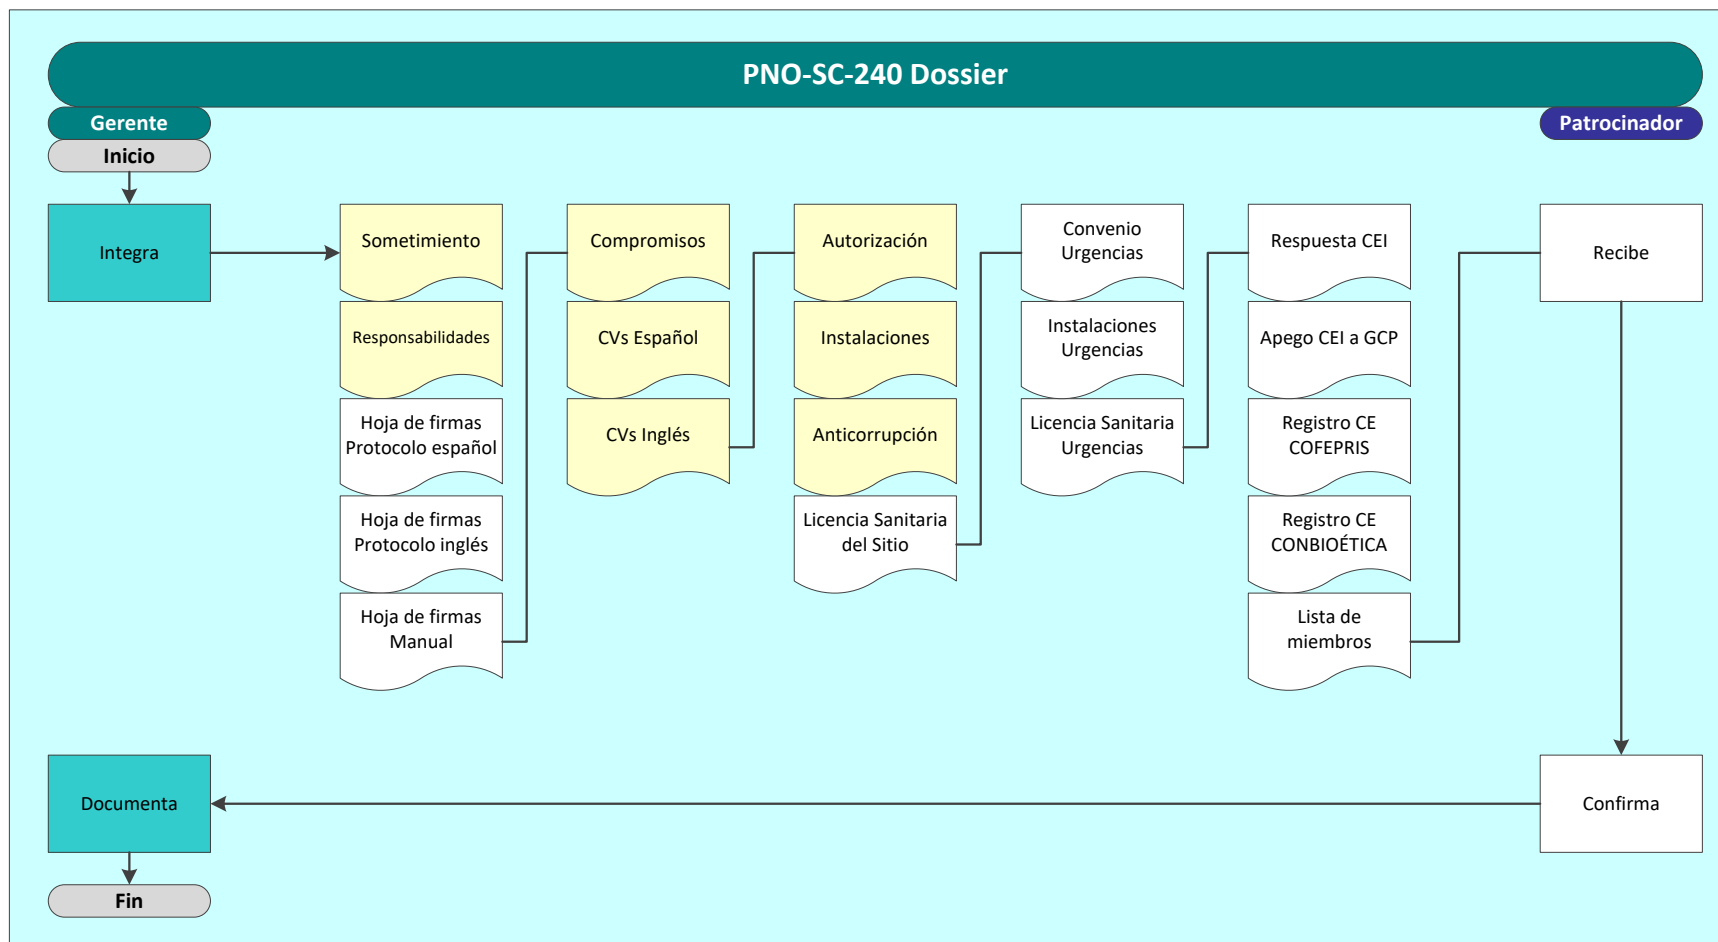 PNO-SC-240 Dossier
Gerente
Patrocinador
Inicio
Integra
Sometimiento
Responsabilidades
Hoja de firmas
Protocolo español
Hoja de firmas
Protocolo inglés
Hoja de firmas
Manual
Compromisos
CVs Español
CVs Inglés
Autorización
Instalaciones
Anticorrupción
Licencia Sanitaria
del Sitio
Convenio
Urgencias
Instalaciones
Urgencias
Licencia Sanitaria
Urgencias
Respuesta CEI
Apego CEI a GCP
Registro CE
COFEPRIS
Registro CE
CONBIOÉTICA
Lista de
miembros
Recibe
Confirma
Documenta
Fin